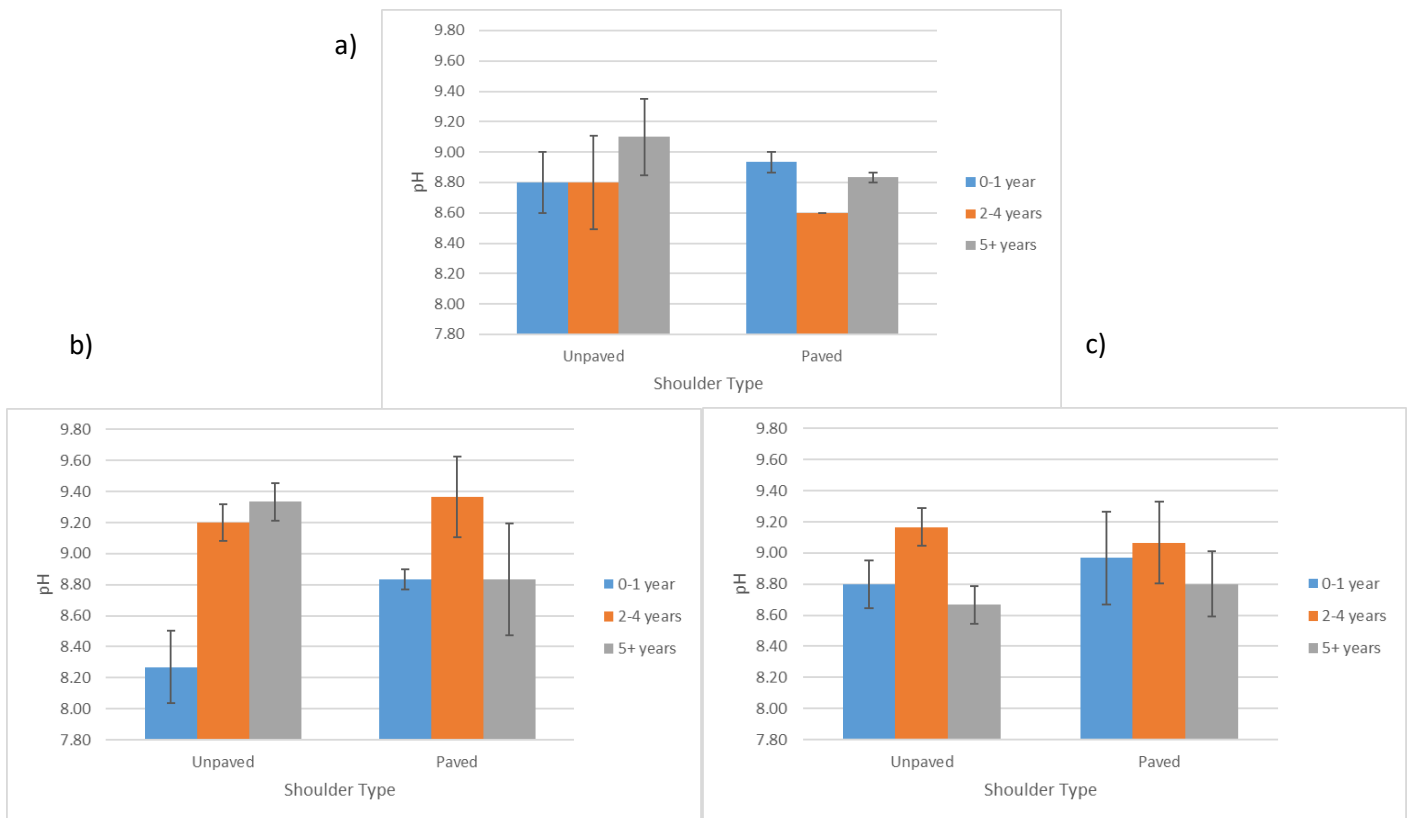 a)
9.80
9.60
9.40
9.20
9.00
8.80
8.60
8.40
8.20
8.00
7.80
pH
Unpaved Paved
Shoulder Type
0-1 year
2-4 years
5+ years
b)
9.80
9.60
9.40
9.20
9.00
8.80
8.60
8.40
8.20
8.00
7.80
pH
Unpaved Paved
Shoulder Type
0-1 year
2-4 years
5+ years
c)
9.80
9.60
9.40
9.20
9.00
8.80
8.60
8.40
8.20
8.00
7.80
pH
Unpaved Paved
Shoulder Type
0-1 year
2-4 years
5+ years